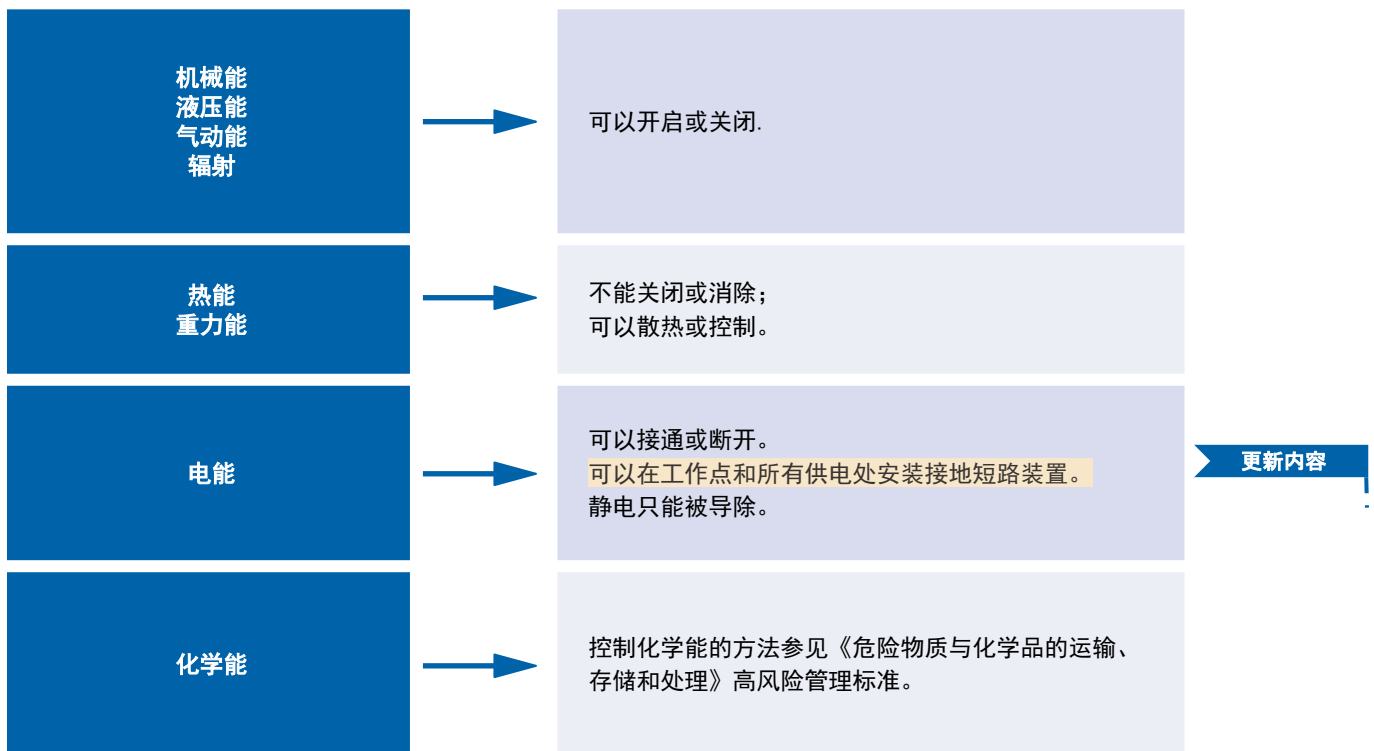 机械能
液压能
气动能
辐射
可以开启或关闭.
热能
重力能
不能关闭或消除；
可以散热或控制。
电能
可以接通或断开。
可以在工作点和所有供电处安装接地短路装置。
静电只能被导除。
更新内容
化学能
控制化学能的方法参见《危险物质与化学品的运输、
存储和处理》高风险管理标准。